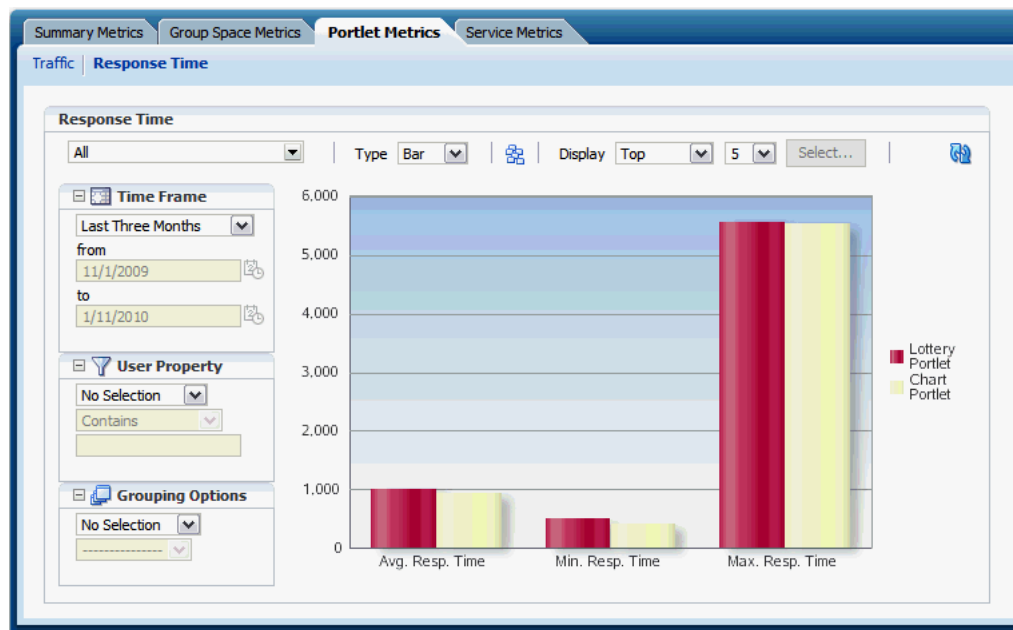 Summary Metrics Group Space Metrics Portlet Metrics Service Metrics
Traffic Response Time
Response Time
All Type Bar Display Top 5 Select...
Time Frame
Last Three Months
from
11/1/2009
to
1/11/2010
User Property
No Selection
Contains
Grouping Options
No Selection
---------------
6,000
5,000
4,000
3,000
2,000
1,000
0
Avg. Resp. Time Min. Resp. Time Max. Resp. Time
Lottery
Portlet
Chart
Portlet